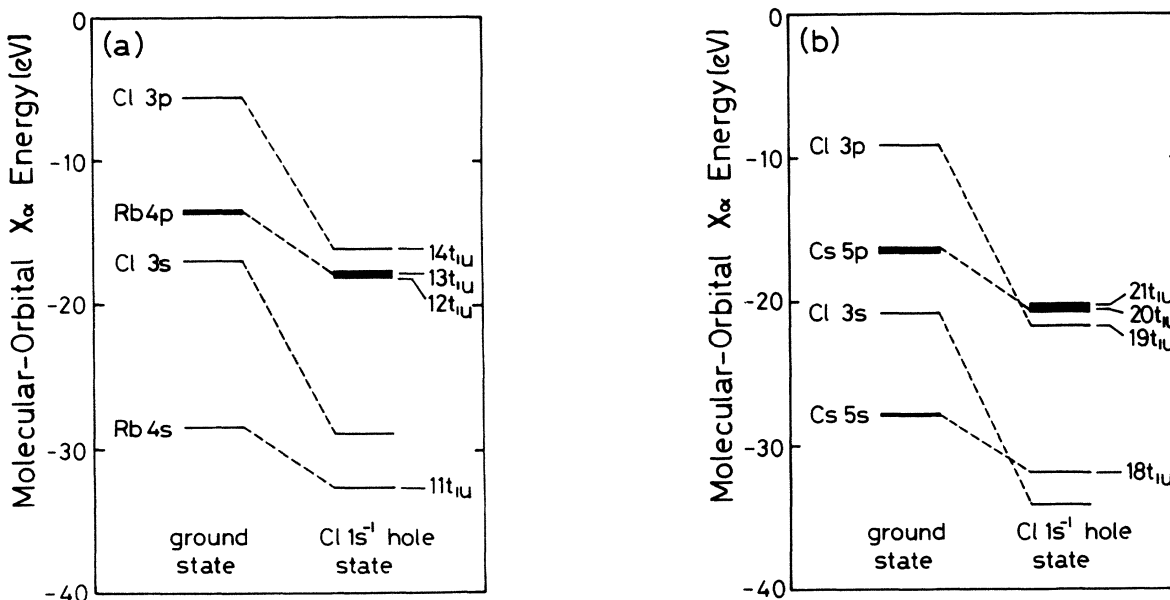 (a)
Molecular-Orbital Xα Energy(eV)
0
-10
-20
-30
-40
Cl 3p
Rb4p
Cl 3s
Rb4s
14t₁u
13t₁u
12t₁u
11t₁u
ground
state
Cl 1s⁻¹ hole
state
(b)
Molecular-Orbital Xα Energy(eV)
0
-10
-20
-30
-40
Cl 3p
Cs 5p
Cl 3s
Cs 5s
21t₁u
20t₁u
19t₁u
18t₁u
ground
state
Cl 1s⁻¹ hole
state